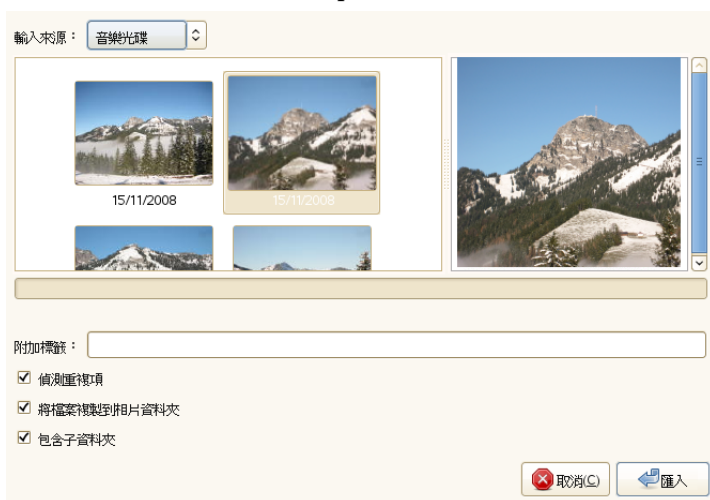 輸入來源：
音樂光碟
15/11/2008
15/11/2008
附加標籤：
偵測重複項
將檔案複製到相片資料夾
包含子資料夾
取消(C)
匯入